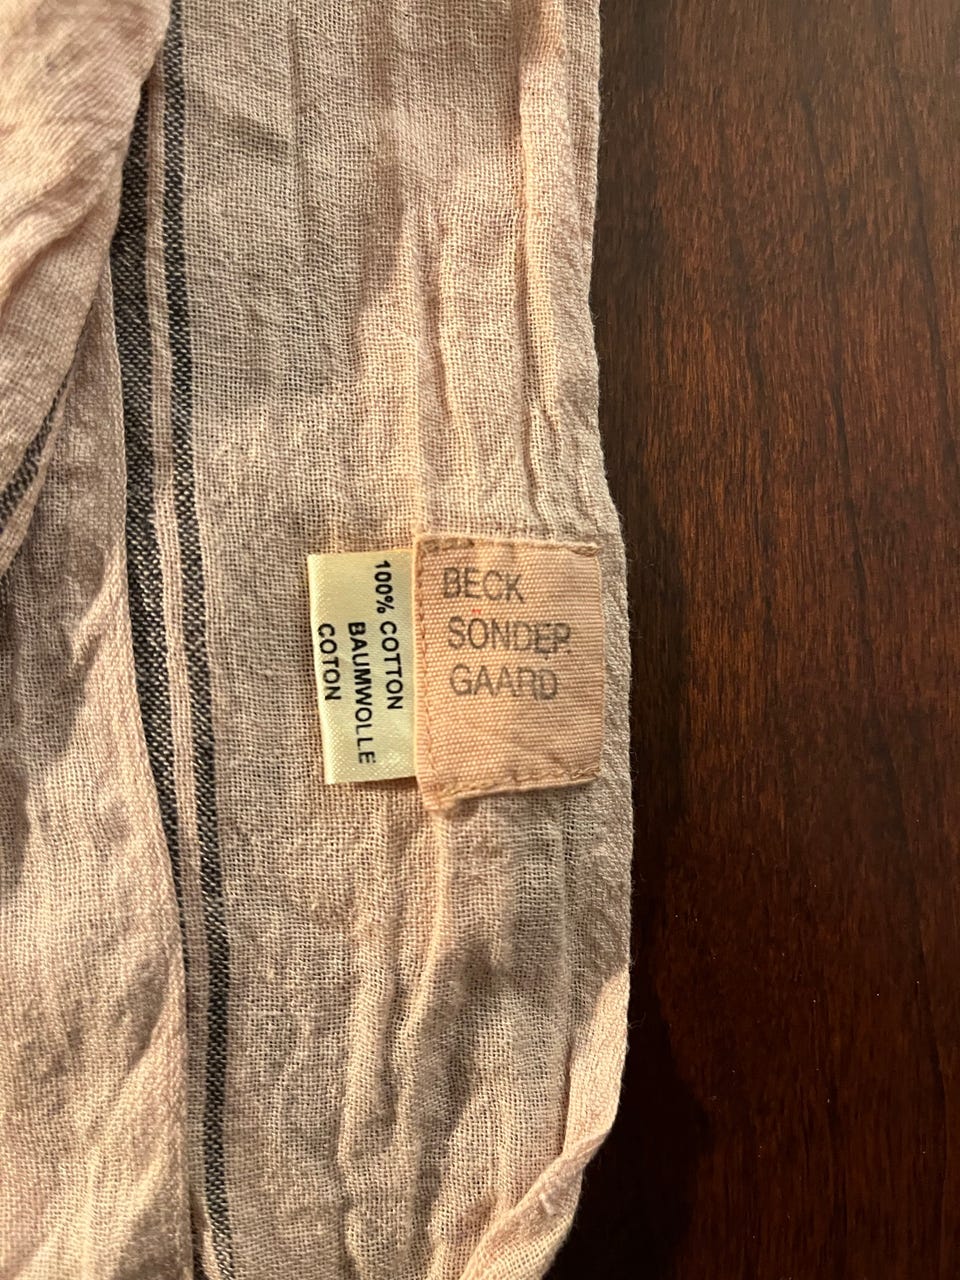 BECK
SÖNDER
GAARD
100% COTTON
BAUMWOLLE
COTON